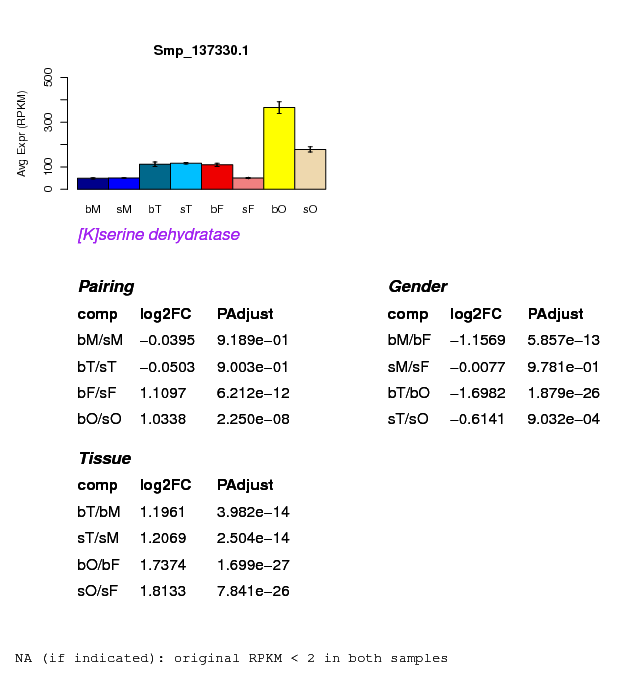 Smp_137330.1
Avg Expr (RPKM)
500
300
100
0
bM sM bT sT bF sF bO sO
[K]serine dehydratase
Pairing
comp log2FC PAdjust
bM/sM −0.0395 9.189e−01
bT/sT −0.0503 9.003e−01
bF/sF 1.1097 6.212e−12
bO/sO 1.0338 2.250e−08
Gender
comp log2FC PAdjust
bM/bF −1.1569 5.857e−13
sM/sF −0.0077 9.781e−01
bT/bO −1.6982 1.879e−26
sT/sO −0.6141 9.032e−04
Tissue
comp log2FC PAdjust
bT/bM 1.1961 3.982e−14
sT/sM 1.2069 2.504e−14
bO/bF 1.7374 1.699e−27
sO/sF 1.8133 7.841e−26
NA (if indicated): original RPKM < 2 in both samples